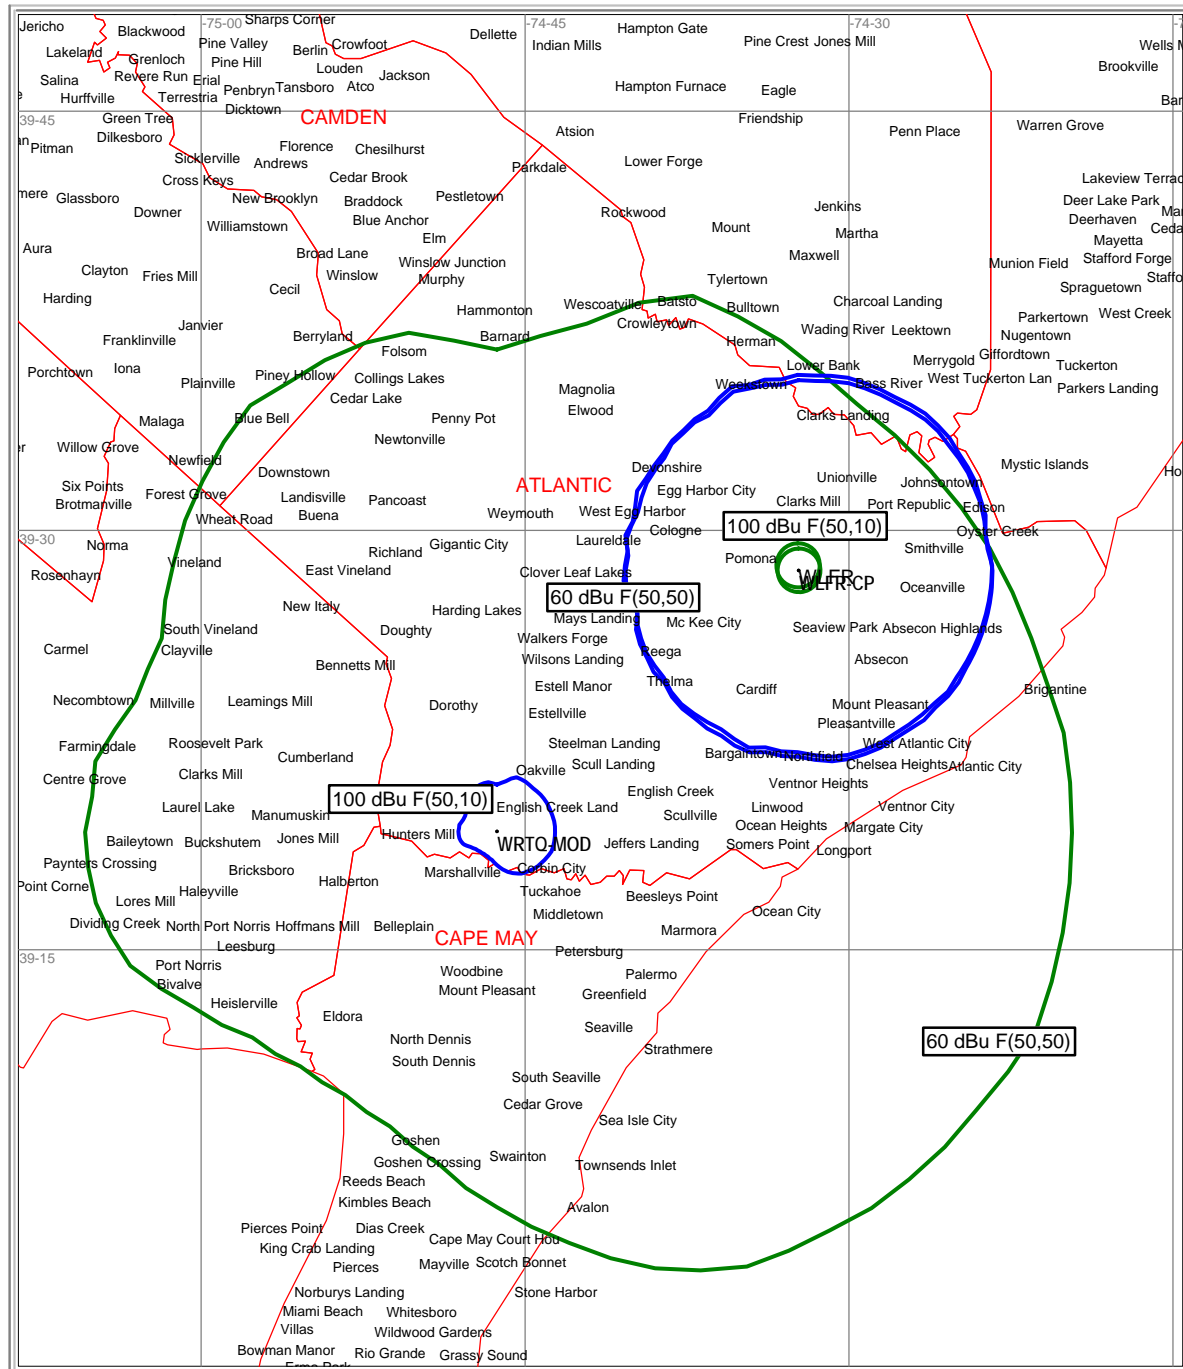 -75-00
-74-45
-74-30
Jericho
Blackwood
Sharps Corner
Dellette
Hampton Gate
Pine Valley
Crowfoot
Indian Mills
Pine Crest
Jones Mill
Lakeland
Grenloch
Berlin
Pine Hill
Louden
Brookville
Salina
Revere Run
Erial
Jackson
Penbryn
Tansboro
Atco
Hampton Furnace
Eagle
Hurffville
Terrestria
Dicktown
39-45
Green Tree
CAMDEN
Friendship
Warren Grove
Dilkesboro
Atsion
Penn Place
Pitman
Florence
Chesilhurst
Sicklerville
Andrews
Parkdale
Lower Forge
Cross Keys
Cedar Brook
Glassboro
New Brooklyn
Braddock
Pestletown
Deer Lake Park
Downer
Rockwood
Jenkins
Williamstown
Blue Anchor
Mount
Martha
Deerhaven
Aura
Elm
Mayetta
Broad Lane
Maxwell
Stafford Forge
Clayton
Fries Mill
Winslow
Winslow Junction
Murphy
Munion Field
Tylertown
Spraguetown
Harding
Cecil
Hammonton
Wescoatville
Batsto
Bulltown
Charcoal Landing
Parkertown
West Creek
Janvier
Crowleytown
Wading River
Leektown
Nugentown
Franklinville
Berryland
Barnard
Herman
Folsom
Giffordtown
Porchtown
Iona
Piney Hollow
Collings Lakes
Lower Bank
Merrygold
Tuckerton
Plainville
Cedar Lake
Magnolia
Weekstown
Bass River
West Tuckerton Lan
Parkers Landing
Malaga
Blue Bell
Penny Pot
Elwood
Clarks Landing
Willow Grove
Newfield
Newtonville
Devonshire
Mystic Islands
Downstown
Unionville
Johnsontown
Six Points
Forest Grove
Landisville
Pancoast
ATLANTIC
Egg Harbor City
Brotmanville
Buena
Weymouth
West Egg Harbor
Clarks Mill
Port Republic
Edison
Wheat Road
Cologne
100 dBu F(50,10)
Oyster Creek
39-30
Norma
Richland
Gigantic City
Laureldale
Smithville
Rosenhayn
Vineland
East Vineland
Clover Leaf Lakes
Pomona
WLFR
WLFR-CP
Oceanville
60 dBu F(50,50)
New Italy
Harding Lakes
Mays Landing
Mc Kee City
South Vineland
Doughty
Walkers Forge
Seaview Park
Absecon Highlands
Carmel
Clayville
Bennetts Mill
Wilsons Landing
Reega
Absecon
Necombtown
Millville
Leamings Mill
Dorothy
Estell Manor
Thelma
Cardiff
Brigantine
Estellville
Mount Pleasant
Pleasantville
Farmingdale
Roosevelt Park
Cumberland
Steelman Landing
Bargaintown
Northfield
West Atlantic City
Centre Grove
Clarks Mill
Oakville
Scull Landing
Chelsea Heights
Atlantic City
Ventnor Heights
100 dBu F(50,10)
English Creek
Laurel Lake
Manumuskin
English Creek Land
Scullville
Linwood
Ventnor City
Baileytown
Buckshutem
Jones Mill
Hunters Mill
WRTQ-MOD
Jeffers Landing
Ocean Heights
Margate City
Somers Point
Longport
Paynters Crossing
Bricksboro
Marshallville
Corbin City
Halberton
Haleyville
Tuckahoe
Beesleys Point
Lores Mill
Middletown
Ocean City
Dividing Creek
North Port Norris
Hoffmans Mill
Belleplain
Marmora
Leesburg
CAPE MAY
Petersburg
39-15
Port Norris
Woodbine
Palermo
Bivalve
Mount Pleasant
Greenfield
Heislerville
Eldora
Seaville
North Dennis
60 dBu F(50,50)
South Dennis
Strathmere
South Seaville
Cedar Grove
Sea Isle City
Goshen
Swainton
Goshen Crossing
Townsends Inlet
Reeds Beach
Kimbles Beach
Avalon
Pierces Point
Dias Creek
Cape May Court Hou
King Crab Landing
Pierces
Mayville
Scotch Bonnet
Norburys Landing
Stone Harbor
Miami Beach
Whitesboro
Villas
Wildwood Gardens
Bowman Manor
Rio Grande
Grassy Sound